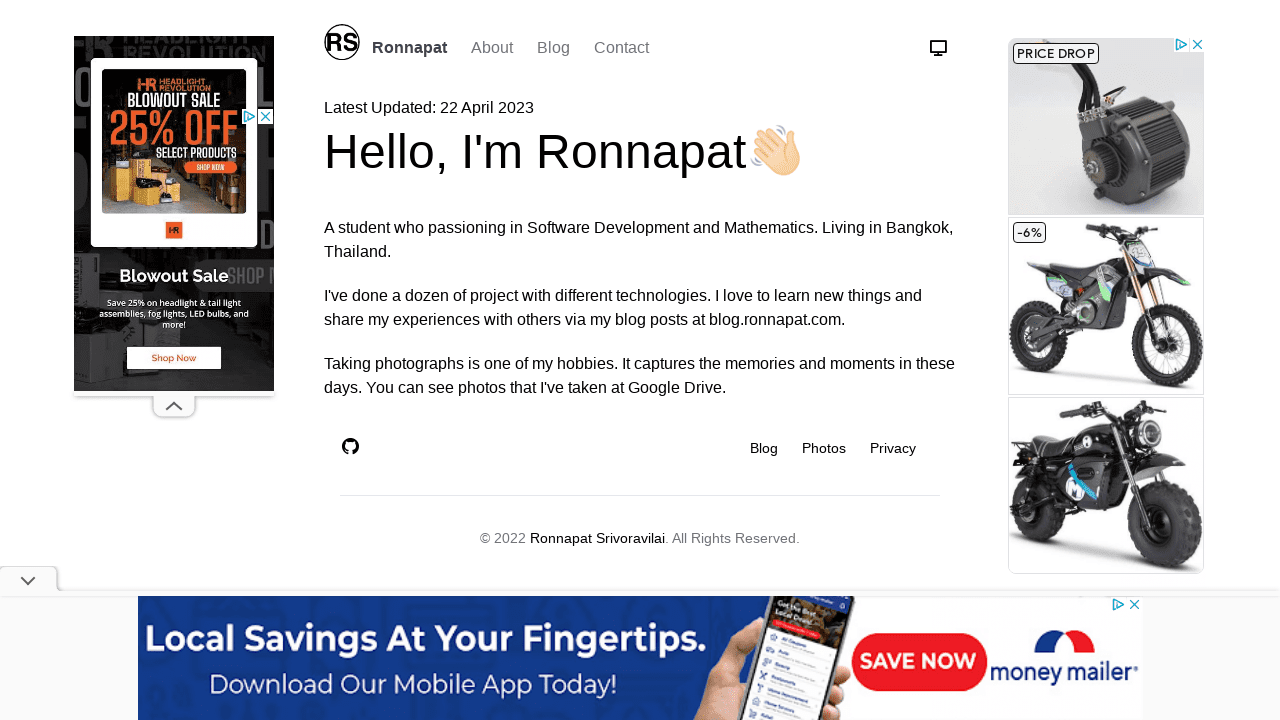 RS
Ronnapat
About
Blog
Contact
Latest Updated: 22 April 2023
Hello, I'm Ronnapat
A student who passioning in Software Development and Mathematics. Living in Bangkok,
Thailand.
I've done a dozen of project with different technologies. I love to learn new things and
share my experiences with others via my blog posts at blog.ronnapat.com.
Taking photographs is one of my hobbies. It captures the memories and moments in these
days. You can see photos that I've taken at Google Drive.
Blog
Photos
Privacy
© 2022 Ronnapat Srivoravilai. All Rights Reserved.
HEADLIGHT
REVOLUTION
HR HEADLIGHT
REVOLUTION
BLOWOUT SALE
25% OFF
SELECT PRODUCTS
SHOP NOW
HR
Blowout Sale
SHOP N
Save 25% on headlight & tail light
assemblies, fog lights, LED bulbs, and
more!
Shop Now
PRICE DROP
-6%
Local Savings At Your Fingertips.
Download Our Mobile App Today!
SAVE NOW
money mailer®